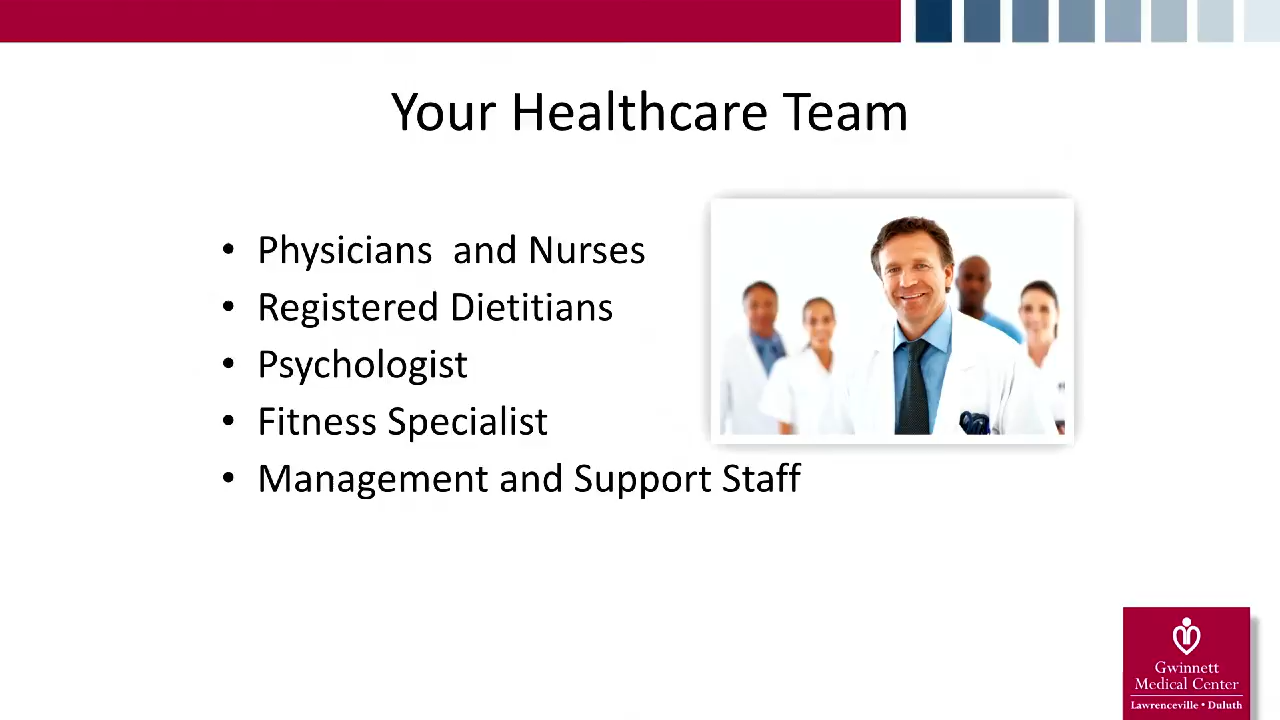 Your Healthcare Team
• Physicians  and Nurses
• Registered Dietitians
• Psychologist
• Fitness Specialist
• Management and Support Staff
Gwinnett
Medical Center
Lawrenceville • Duluth